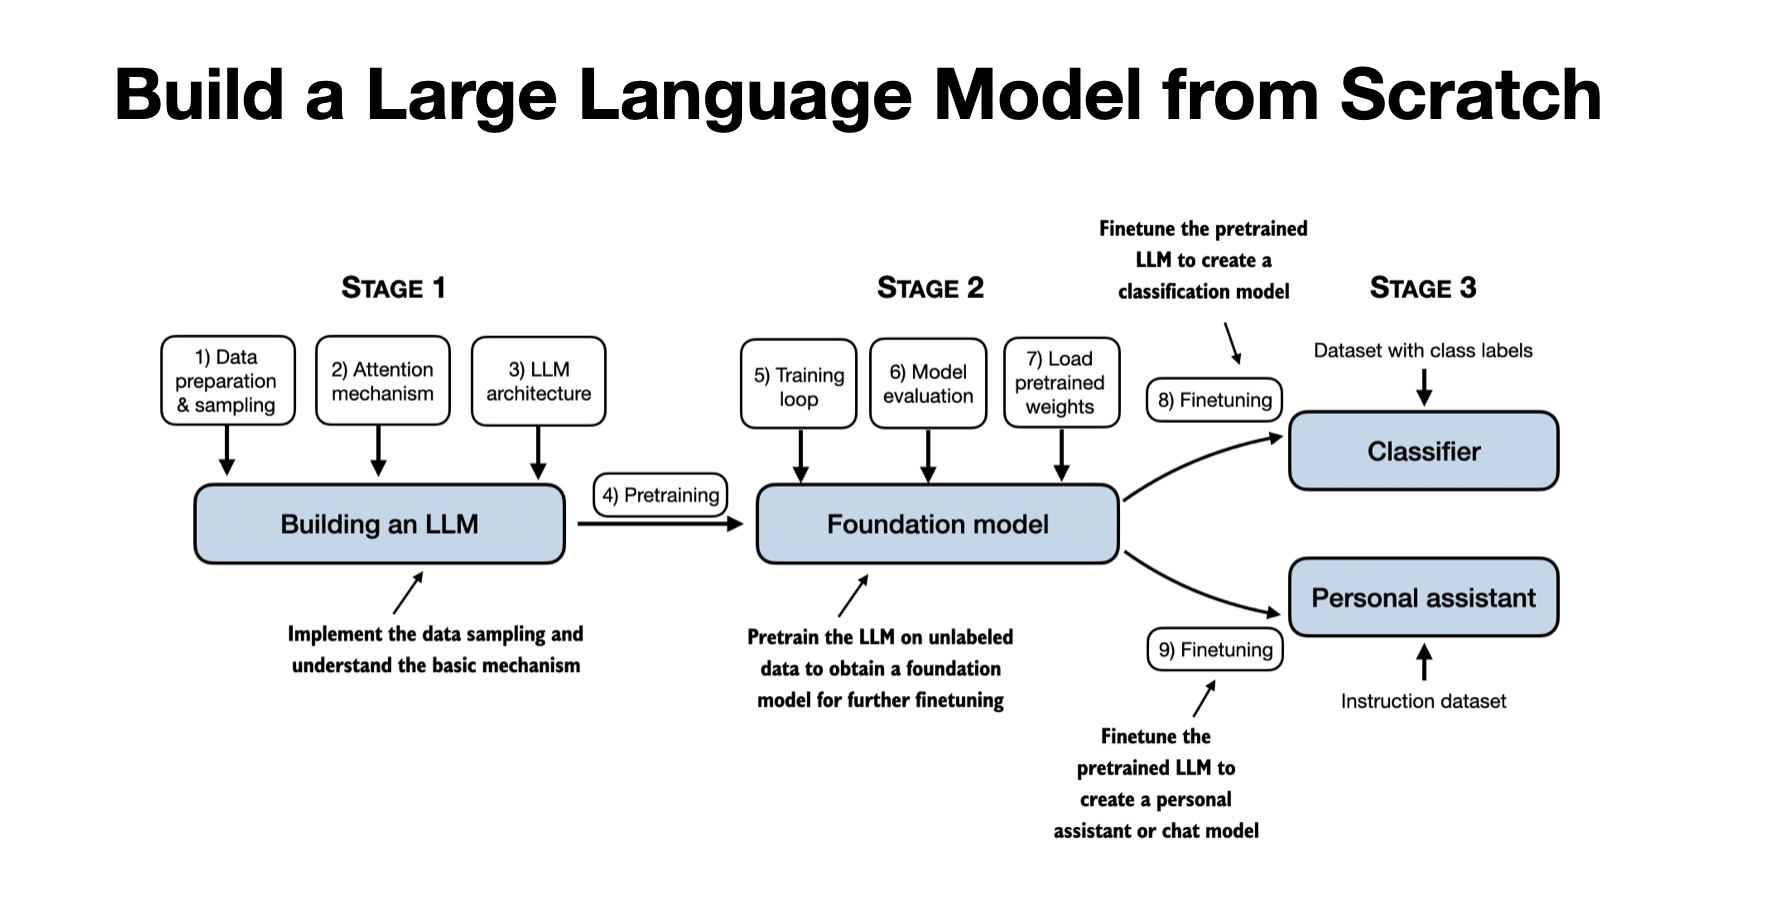 Build a Large Language Model from Scratch
STAGE 1
1) Data
preparation
& sampling
2) Attention
mechanism
3) LLM
architecture
Building an LLM
Implement the data sampling and
understand the basic mechanism
4) Pretraining
STAGE 2
5) Training
loop
6) Model
evaluation
7) Load
pretrained
weights
Foundation model
Pretrain the LLM on unlabeled
data to obtain a foundation
model for further finetuning
Finetune the pretrained
LLM to create a
classification model
8) Finetuning
STAGE 3
Dataset with class labels
Classifier
Personal assistant
Instruction dataset
9) Finetuning
Finetune the
pretrained LLM to
create a personal
assistant or chat model